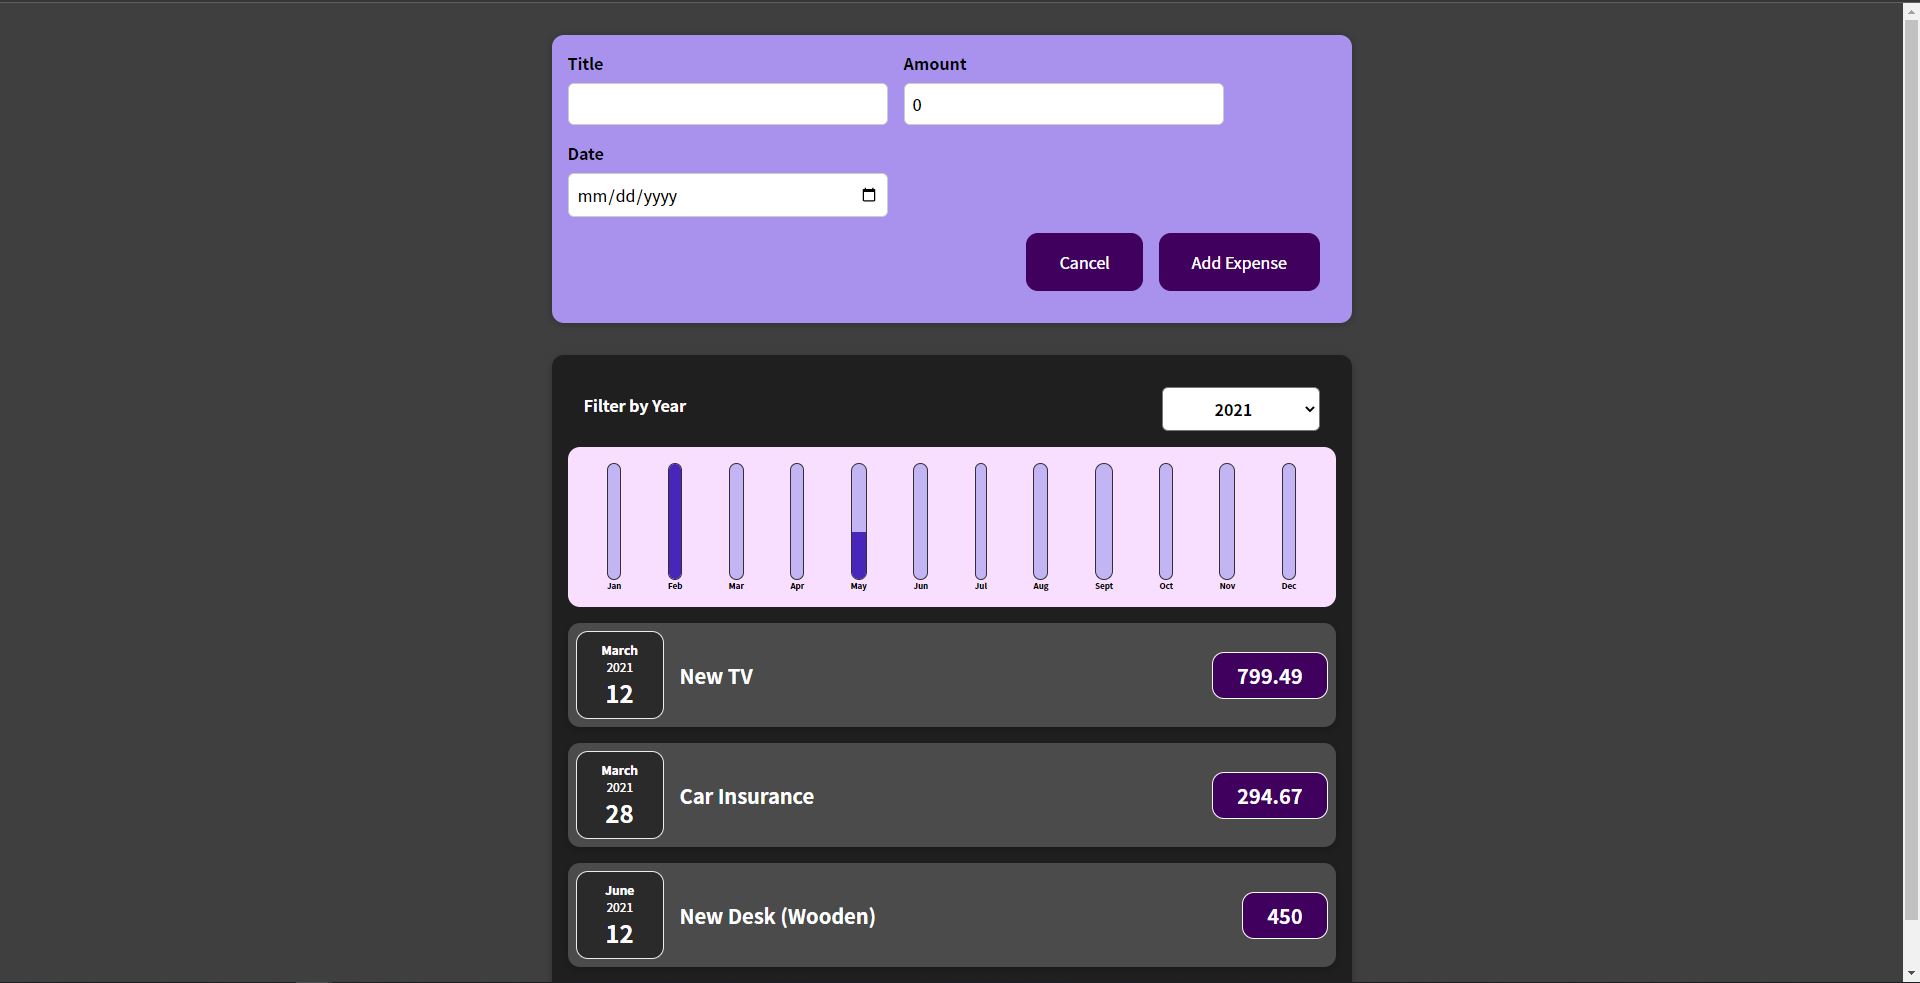 Title
Amount
0
Date
mm/dd/yyyy
Cancel
Add Expense
Filter by Year
2021
Jan
Feb
Mar
Apr
May
Jun
Jul
Aug
Sept
Oct
Nov
Dec
March
2021
12
New TV
799.49
March
2021
28
Car Insurance
294.67
June
2021
12
New Desk (Wooden)
450